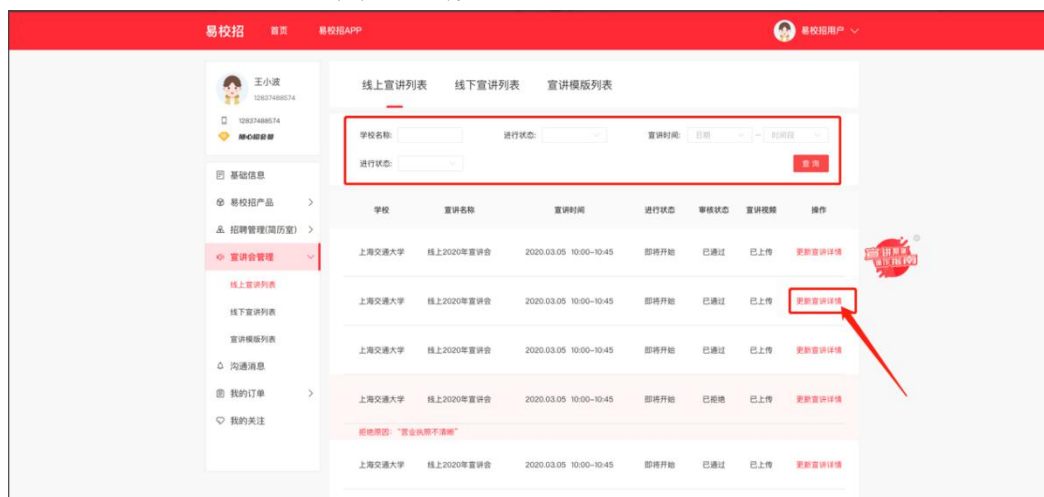 易校招 首页 易校招APP 易校招用户
王小波
12837488574
12837488574
随心招套餐
基础信息
易校招产品
招聘管理(简历室)
宣讲会管理
线上宣讲列表
线下宣讲列表
宣讲模版列表
沟通消息
我的订单
我的关注
线上宣讲列表 线下宣讲列表 宣讲模版列表
学校名称: 进行状态: 宣讲时间: 日期 - 时间段
进行状态: 查询
学校 宣讲名称 宣讲时间 进行状态 审核状态 宣讲视频 操作
上海交通大学 线上2020年宣讲会 2020.03.05 10:00-10:45 即将开始 已通过 已上传 更新宣讲详情
上海交通大学 线上2020年宣讲会 2020.03.05 10:00-10:45 即将开始 已通过 已上传 更新宣讲详情
上海交通大学 线上2020年宣讲会 2020.03.05 10:00-10:45 即将开始 已通过 已上传 更新宣讲详情
上海交通大学 线上2020年宣讲会 2020.03.05 10:00-10:45 即将开始 已拒绝 已上传 更新宣讲详情
拒绝原因: “营业执照不清晰”
上海交通大学 线上2020年宣讲会 2020.03.05 10:00-10:45 即将开始 已通过 已上传 更新宣讲详情
宣讲
指南